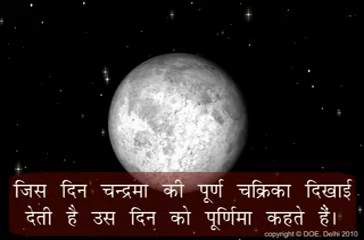 जिस दिन चन्द्रमा की पूर्ण चक्रिका दिखाई
देती है उस दिन को पूर्णिमा कहते हैं।
copyright © DOE, Delhi 2010